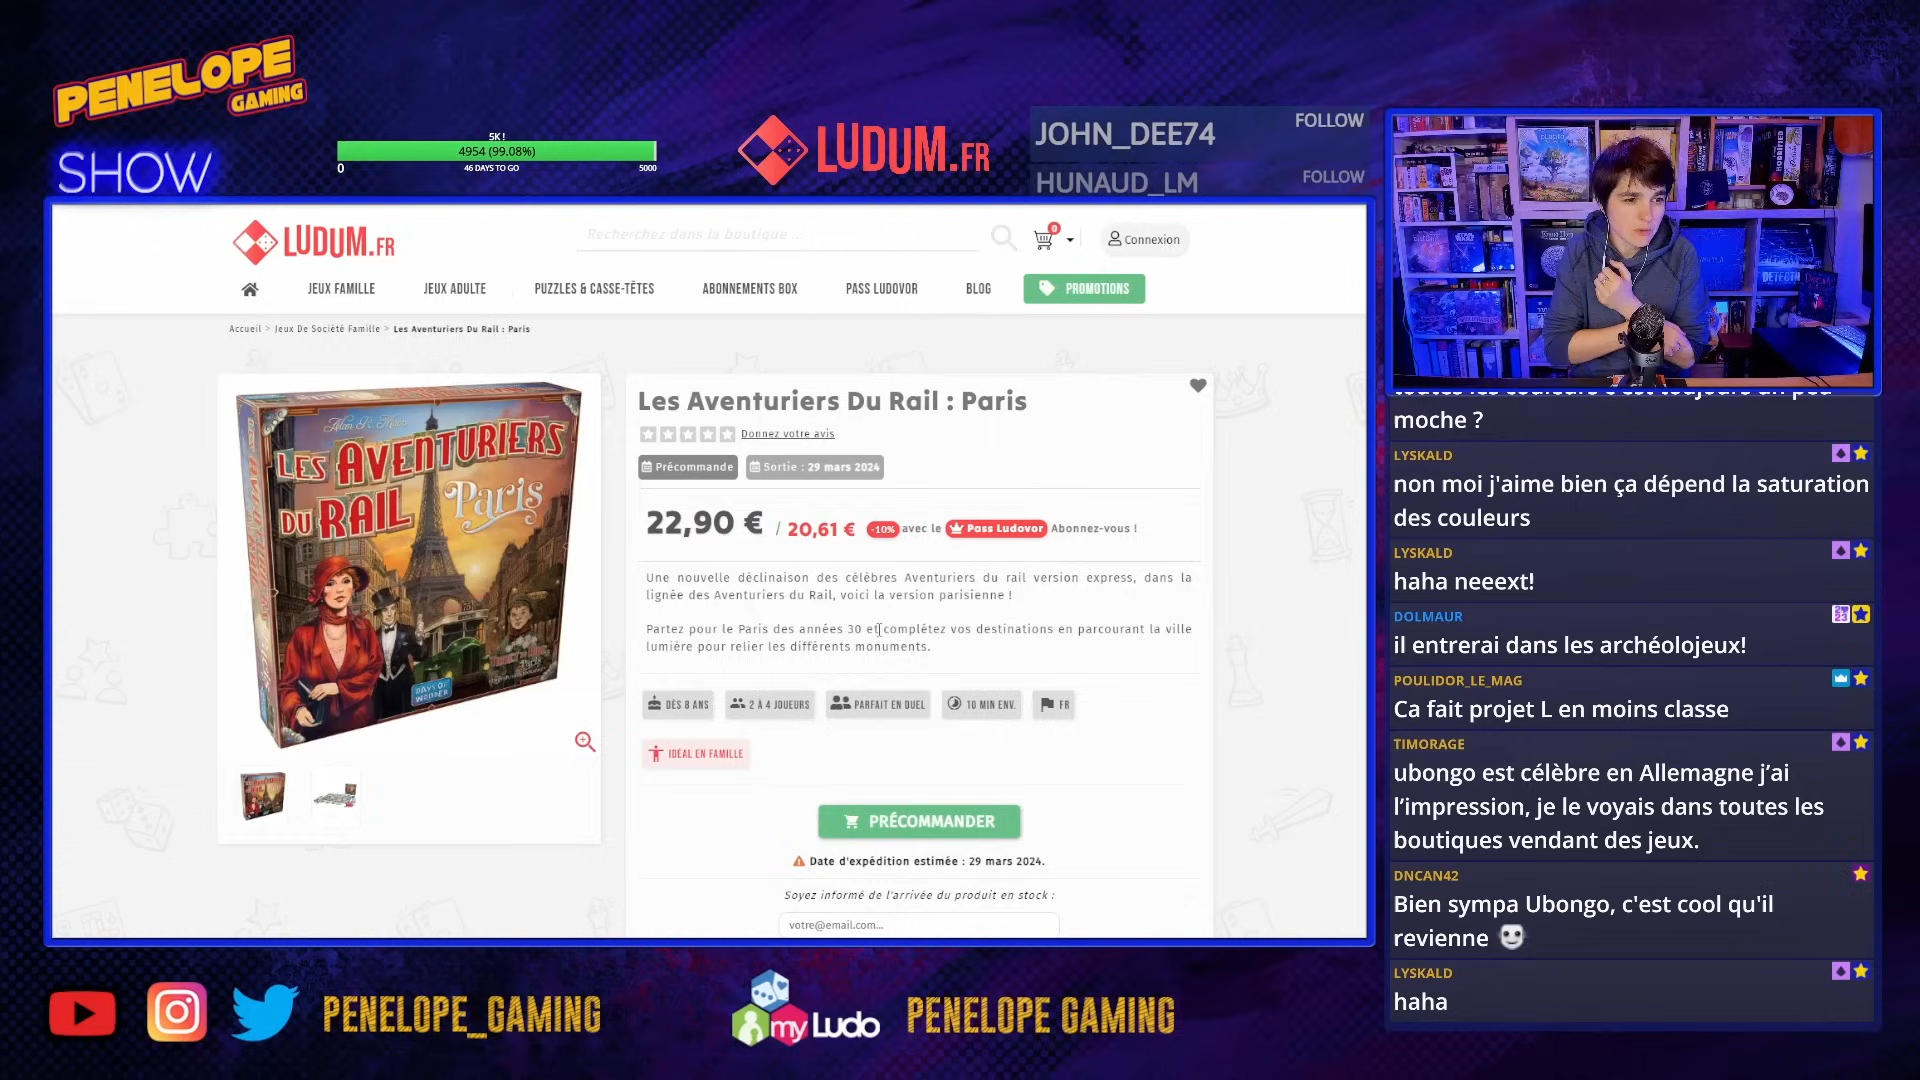 PENELOPE
GAMING
SHOW
5K !
4954 (99.08%)
0
46 DAYS TO GO
5000
LUDUM.FR
JOHN_DEE74
FOLLOW
HUNAUD_LM
FOLLOW
LUDUM.FR
Recherchez dans la boutique ...
0
Connexion
JEUX FAMILLE
JEUX ADULTE
PUZZLES & CASSE-TÊTES
ABONNEMENTS BOX
PASS LUDOVOR
BLOG
PROMOTIONS
Accueil > Jeux De Société Famille > Les Aventuriers Du Rail : Paris
LES AVENTURIERS
DU RAIL
Paris
DAYS OF
WONDER
Les Aventuriers Du Rail : Paris
Donnez votre avis
Précommande
Sortie : 29 mars 2024
22,90 € / 20,61 € -10% avec le Pass Ludovor Abonnez-vous !
Une nouvelle déclinaison des célèbres Aventuriers du rail version express, dans la
lignée des Aventuriers du Rail, voici la version parisienne !
Partez pour le Paris des années 30 et complétez vos destinations en parcourant la ville
lumière pour relier les différents monuments.
DÈS 8 ANS
2 À 4 JOUEURS
PARFAIT EN DUEL
10 MIN ENV.
FR
IDÉAL EN FAMILLE
PRÉCOMMANDER
Date d'expédition estimée : 29 mars 2024.
Soyez informé de l'arrivée du produit en stock :
votre@email.com...
moche ?
LYSKALD
non moi j'aime bien ça dépend la saturation
des couleurs
LYSKALD
haha neeext!
DOLMAUR
il entrerai dans les archéolojeux!
POULIDOR_LE_MAG
Ca fait projet L en moins classe
TIMORAGE
ubongo est célèbre en Allemagne j’ai
l’impression, je le voyais dans toutes les
boutiques vendant des jeux.
DNCAN42
Bien sympa Ubongo, c'est cool qu'il
revienne
LYSKALD
haha
PENELOPE_GAMING
myLudo
PENELOPE GAMING